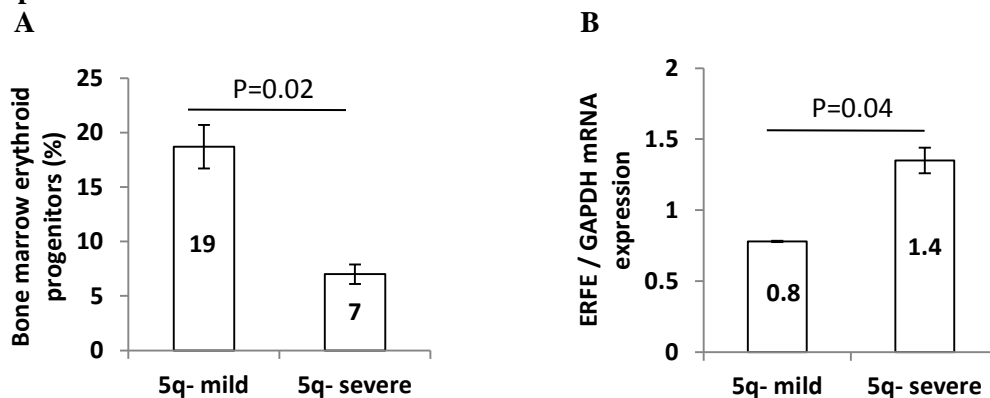 A
Bone marrow erythroid
progenitors (%)
25
20
15
10
5
0
P=0.02
19
7
5q- mild
5q- severe
B
ERFE / GAPDH mRNA
expression
2
1.5
1
0.5
0
P=0.04
0.8
1.4
5q- mild
5q- severe